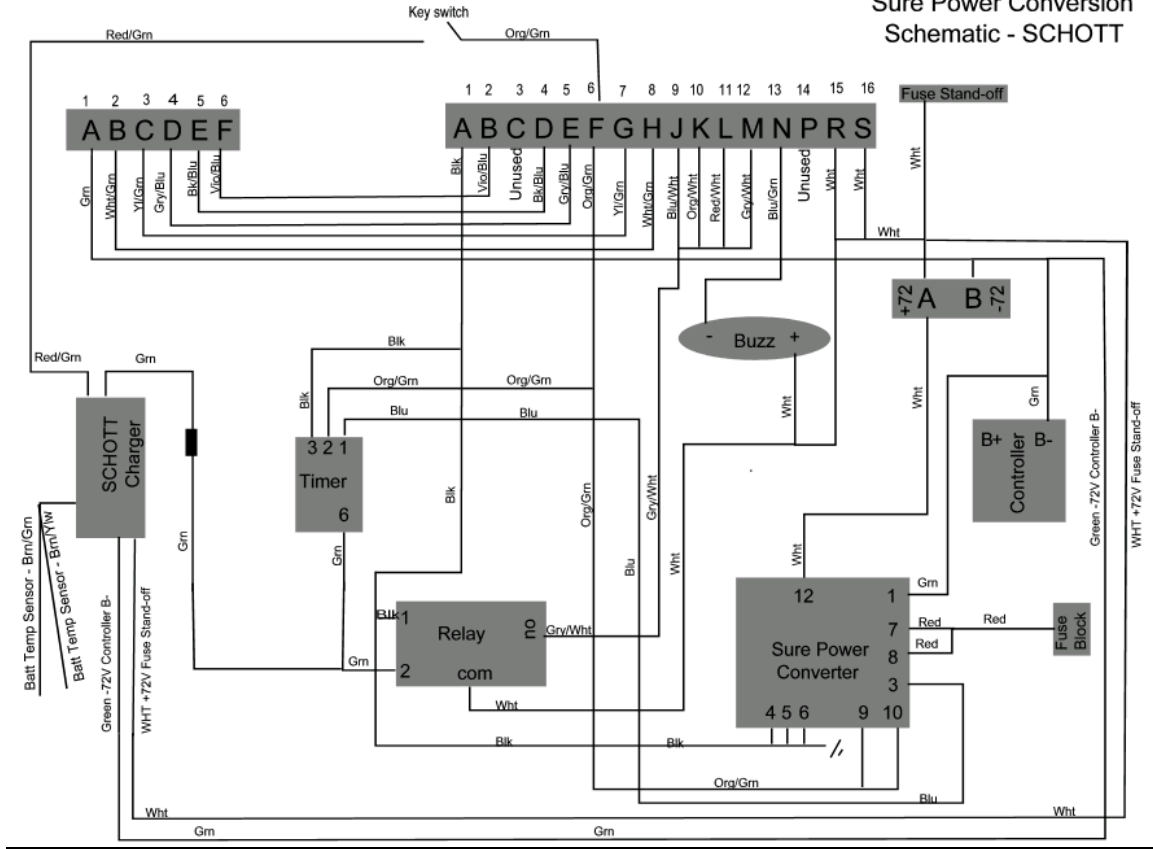 Sure Power Conversion
Schematic - SCHOTT
Key switch
Red/Grn
Org/Grn
1 2 3 4 5 6
A B C D E F
1 2 3 4 5 6 7 8 9 10 11 12 13 14 15 16
A B C D E F G H J K L M N P R S
Fuse Stand-off
Grn
Wht/Grn
Yl/Grn
Gry/Blu
Bk/Blu
Vio/Blu
Blk
Vio/Blu
Unused
Bk/Blu
Gry/Blu
Org/Grn
Yl/Grn
Wht/Grn
Blu/Wht
Org/Wht
Red/Wht
Gry/Wht
Blu/Grn
Unused
Wht
Wht
Wht
Wht
+72 A B -72
- Buzz +
Blk
Red/Grn
Grn
Org/Grn
Org/Grn
Blk
Blu
Blu
Wht
Wht
Grn
SCHOTT
Charger
3 2 1
Timer
6
B+ B-
Controller
Green -72V Controller B-
WHT +72V Fuse Stand-off
Blk
Org/Grn
Gry/Wht
Grn
Grn
Blu
Wht
Wht
Batt Temp Sensor - Brn/Grn
Batt Temp Sensor - Brn/Ylw
Green -72V Controller B-
WHT +72V Fuse Stand-off
Blk
1
Relay
no
Gry/Wht
Grn
2
com
Wht
12 1
Grn
7
Red
Red
8
Red
Sure Power
Converter
3
4 5 6 9 10
Fuse
Block
Blk
Blk
Org/Grn
Blu
Wht
Wht
Grn
Grn